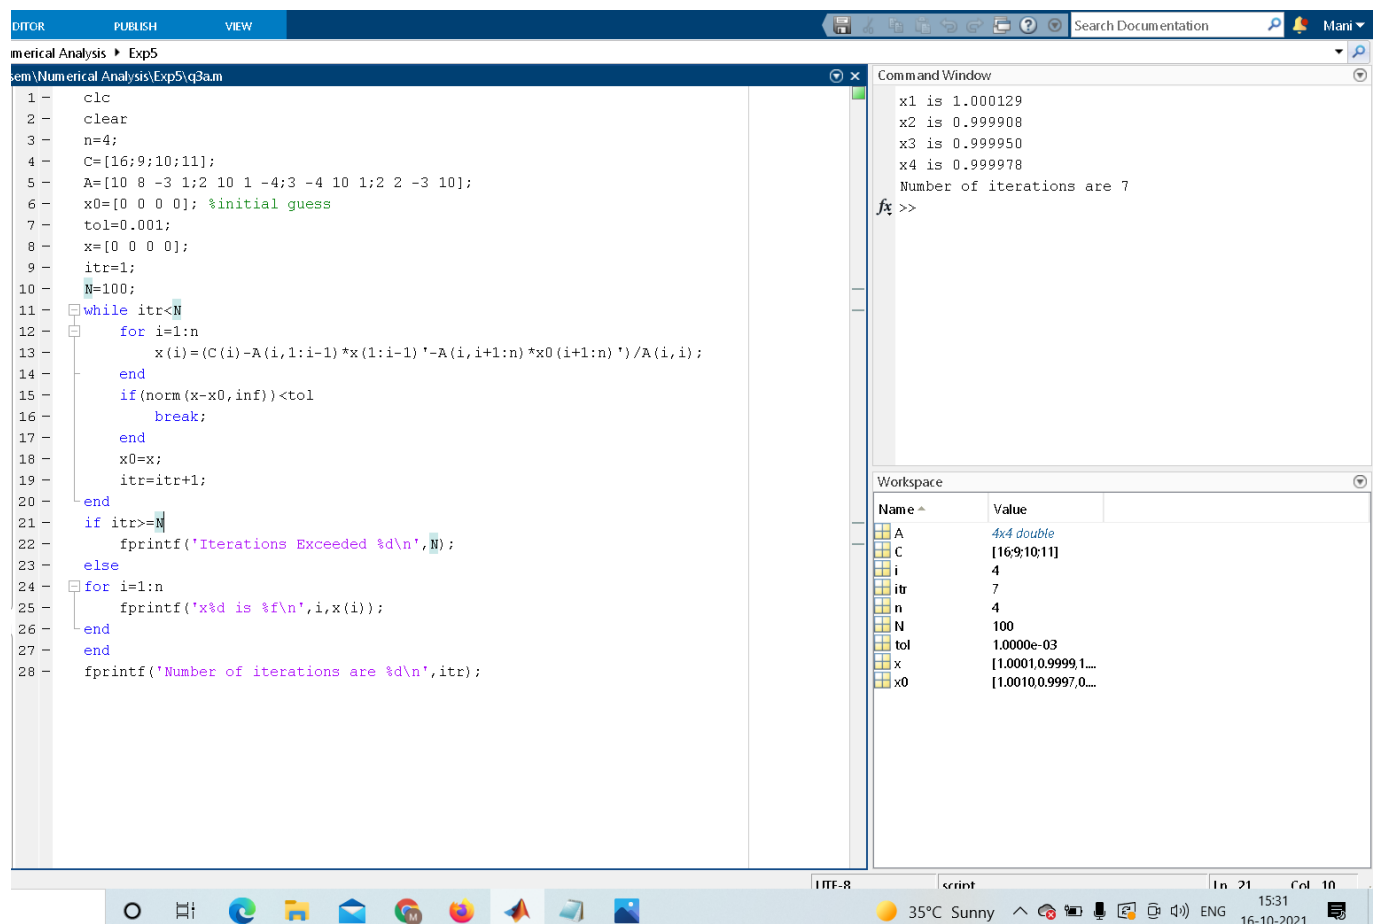 DITOR PUBLISH VIEW Search Documentation Mani
merical Analysis ▸ Exp5
sem\Numerical Analysis\Exp5\q3a.m
1 - clc
2 - clear
3 - n=4;
4 - C=[16;9;10;11];
5 - A=[10 8 -3 1;2 10 1 -4;3 -4 10 1;2 2 -3 10];
6 - x0=[0 0 0 0]; %initial guess
7 - tol=0.001;
8 - x=[0 0 0 0];
9 - itr=1;
10 - N=100;
11 - while itr<N
12 - for i=1:n
13 - x(i)=(C(i)-A(i,1:i-1)*x(1:i-1)'-A(i,i+1:n)*x0(i+1:n)')/A(i,i);
14 - end
15 - if(norm(x-x0,inf))<tol
16 - break;
17 - end
18 - x0=x;
19 - itr=itr+1;
20 - end
21 - if itr>=N
22 - fprintf('Iterations Exceeded %d\n',N);
23 - else
24 - for i=1:n
25 - fprintf('x%d is %f\n',i,x(i));
26 - end
27 - end
28 - fprintf('Number of iterations are %d\n',itr);
Command Window
x1 is 1.000129
x2 is 0.999908
x3 is 0.999950
x4 is 0.999978
Number of iterations are 7
fx >>
Workspace
Name Value
A 4x4 double
C [16;9;10;11]
i 4
itr 7
n 4
N 100
tol 1.0000e-03
x [1.0001,0.9999,1....
x0 [1.0010,0.9997,0....
UTF-8 script Ln 21 Col 10
35°C Sunny ENG 15:31
16-10-2021